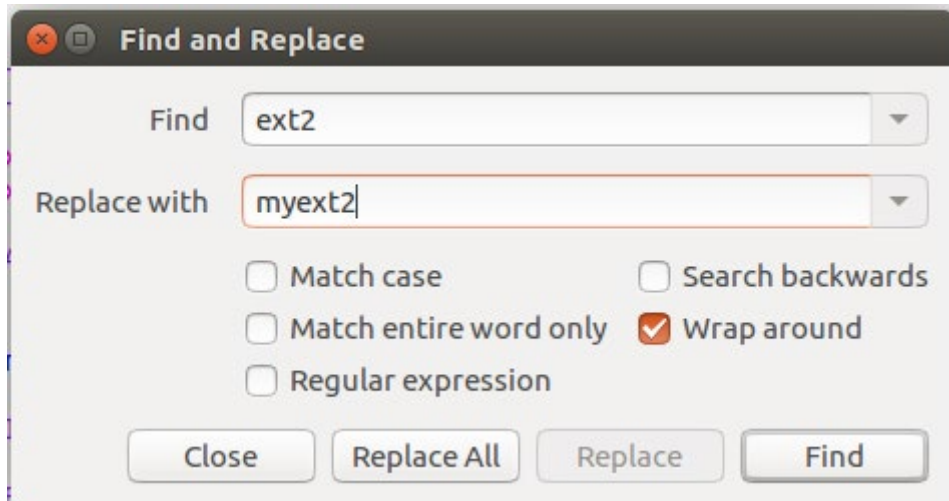 Find and Replace
Find ext2
Replace with myext2
Match case Search backwards
Match entire word only Wrap around
Regular expression
Close Replace All Replace Find